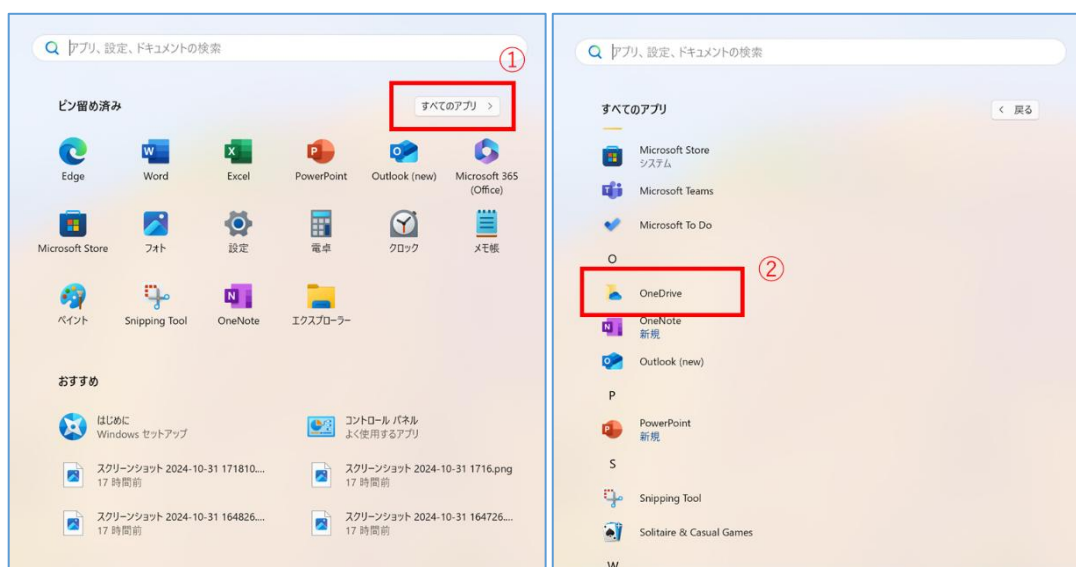 アプリ、設定、ドキュメントの検索
①
ピン留め済み
すべてのアプリ >
Edge
Word
Excel
PowerPoint
Outlook (new)
Microsoft 365
(Office)
Microsoft Store
フォト
設定
電卓
クロック
メモ帳
ペイント
Snipping Tool
OneNote
エクスプローラー
おすすめ
はじめに
Windows セットアップ
コントロール パネル
よく使用するアプリ
スクリーンショット 2024-10-31 171810....
17 時間前
スクリーンショット 2024-10-31 1716.png
17 時間前
スクリーンショット 2024-10-31 164826....
17 時間前
スクリーンショット 2024-10-31 164726....
17 時間前
アプリ、設定、ドキュメントの検索
すべてのアプリ
< 戻る
Microsoft Store
システム
Microsoft Teams
Microsoft To Do
O
②
OneDrive
OneNote
新規
Outlook (new)
P
PowerPoint
新規
S
Snipping Tool
Solitaire & Casual Games
W